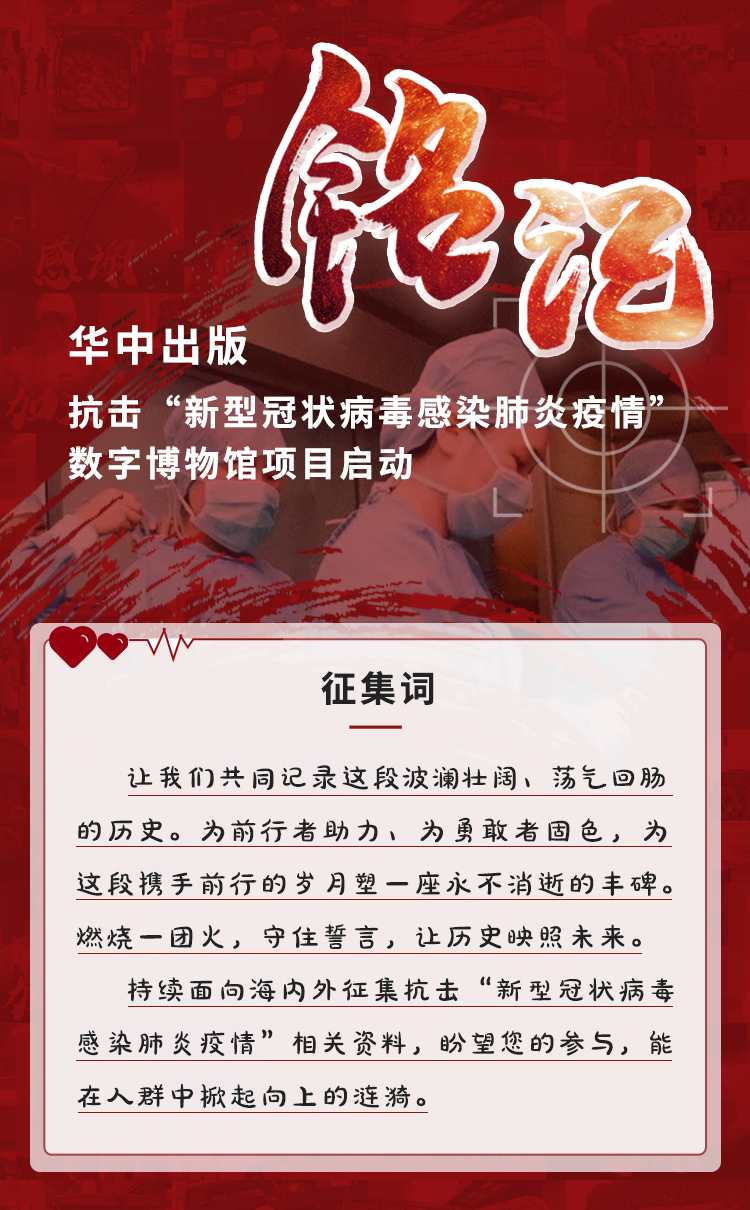 铭记
华中出版
抗击“新型冠状病毒感染肺炎疫情”
数字博物馆项目启动
征集词
让我们共同记录这段波澜壮阔、荡气回肠
的历史。为前行者助力、为勇敢者固色，为
这段携手前行的岁月塑一座永不消逝的丰碑。
燃烧一团火，守住誓言，让历史映照未来。
持续面向海内外征集抗击“新型冠状病毒
感染肺炎疫情”相关资料，盼望您的参与，能
在人群中掀起向上的涟漪。